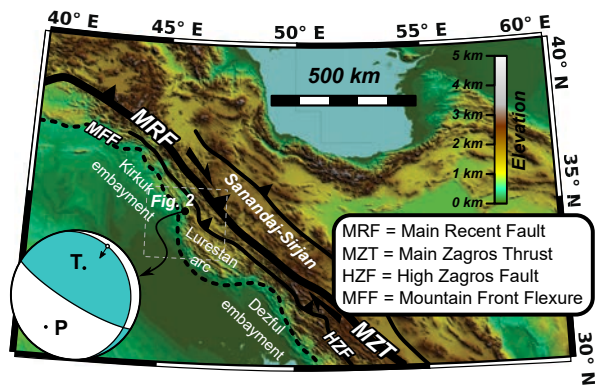 40° E
45° E
50° E
55° E
60° E
40° N
35° N
30° N
500 km
5 km
4 km
3 km
2 km
1 km
0 km
Elevation
MRF
MFF
Kirkuk
embayment
Fig. 2
Sanandaj-Sirjan
Lurestan
arc
Dezful
embayment
HZF
MZT
T.
P
MRF = Main Recent Fault
MZT = Main Zagros Thrust
HZF = High Zagros Fault
MFF = Mountain Front Flexure